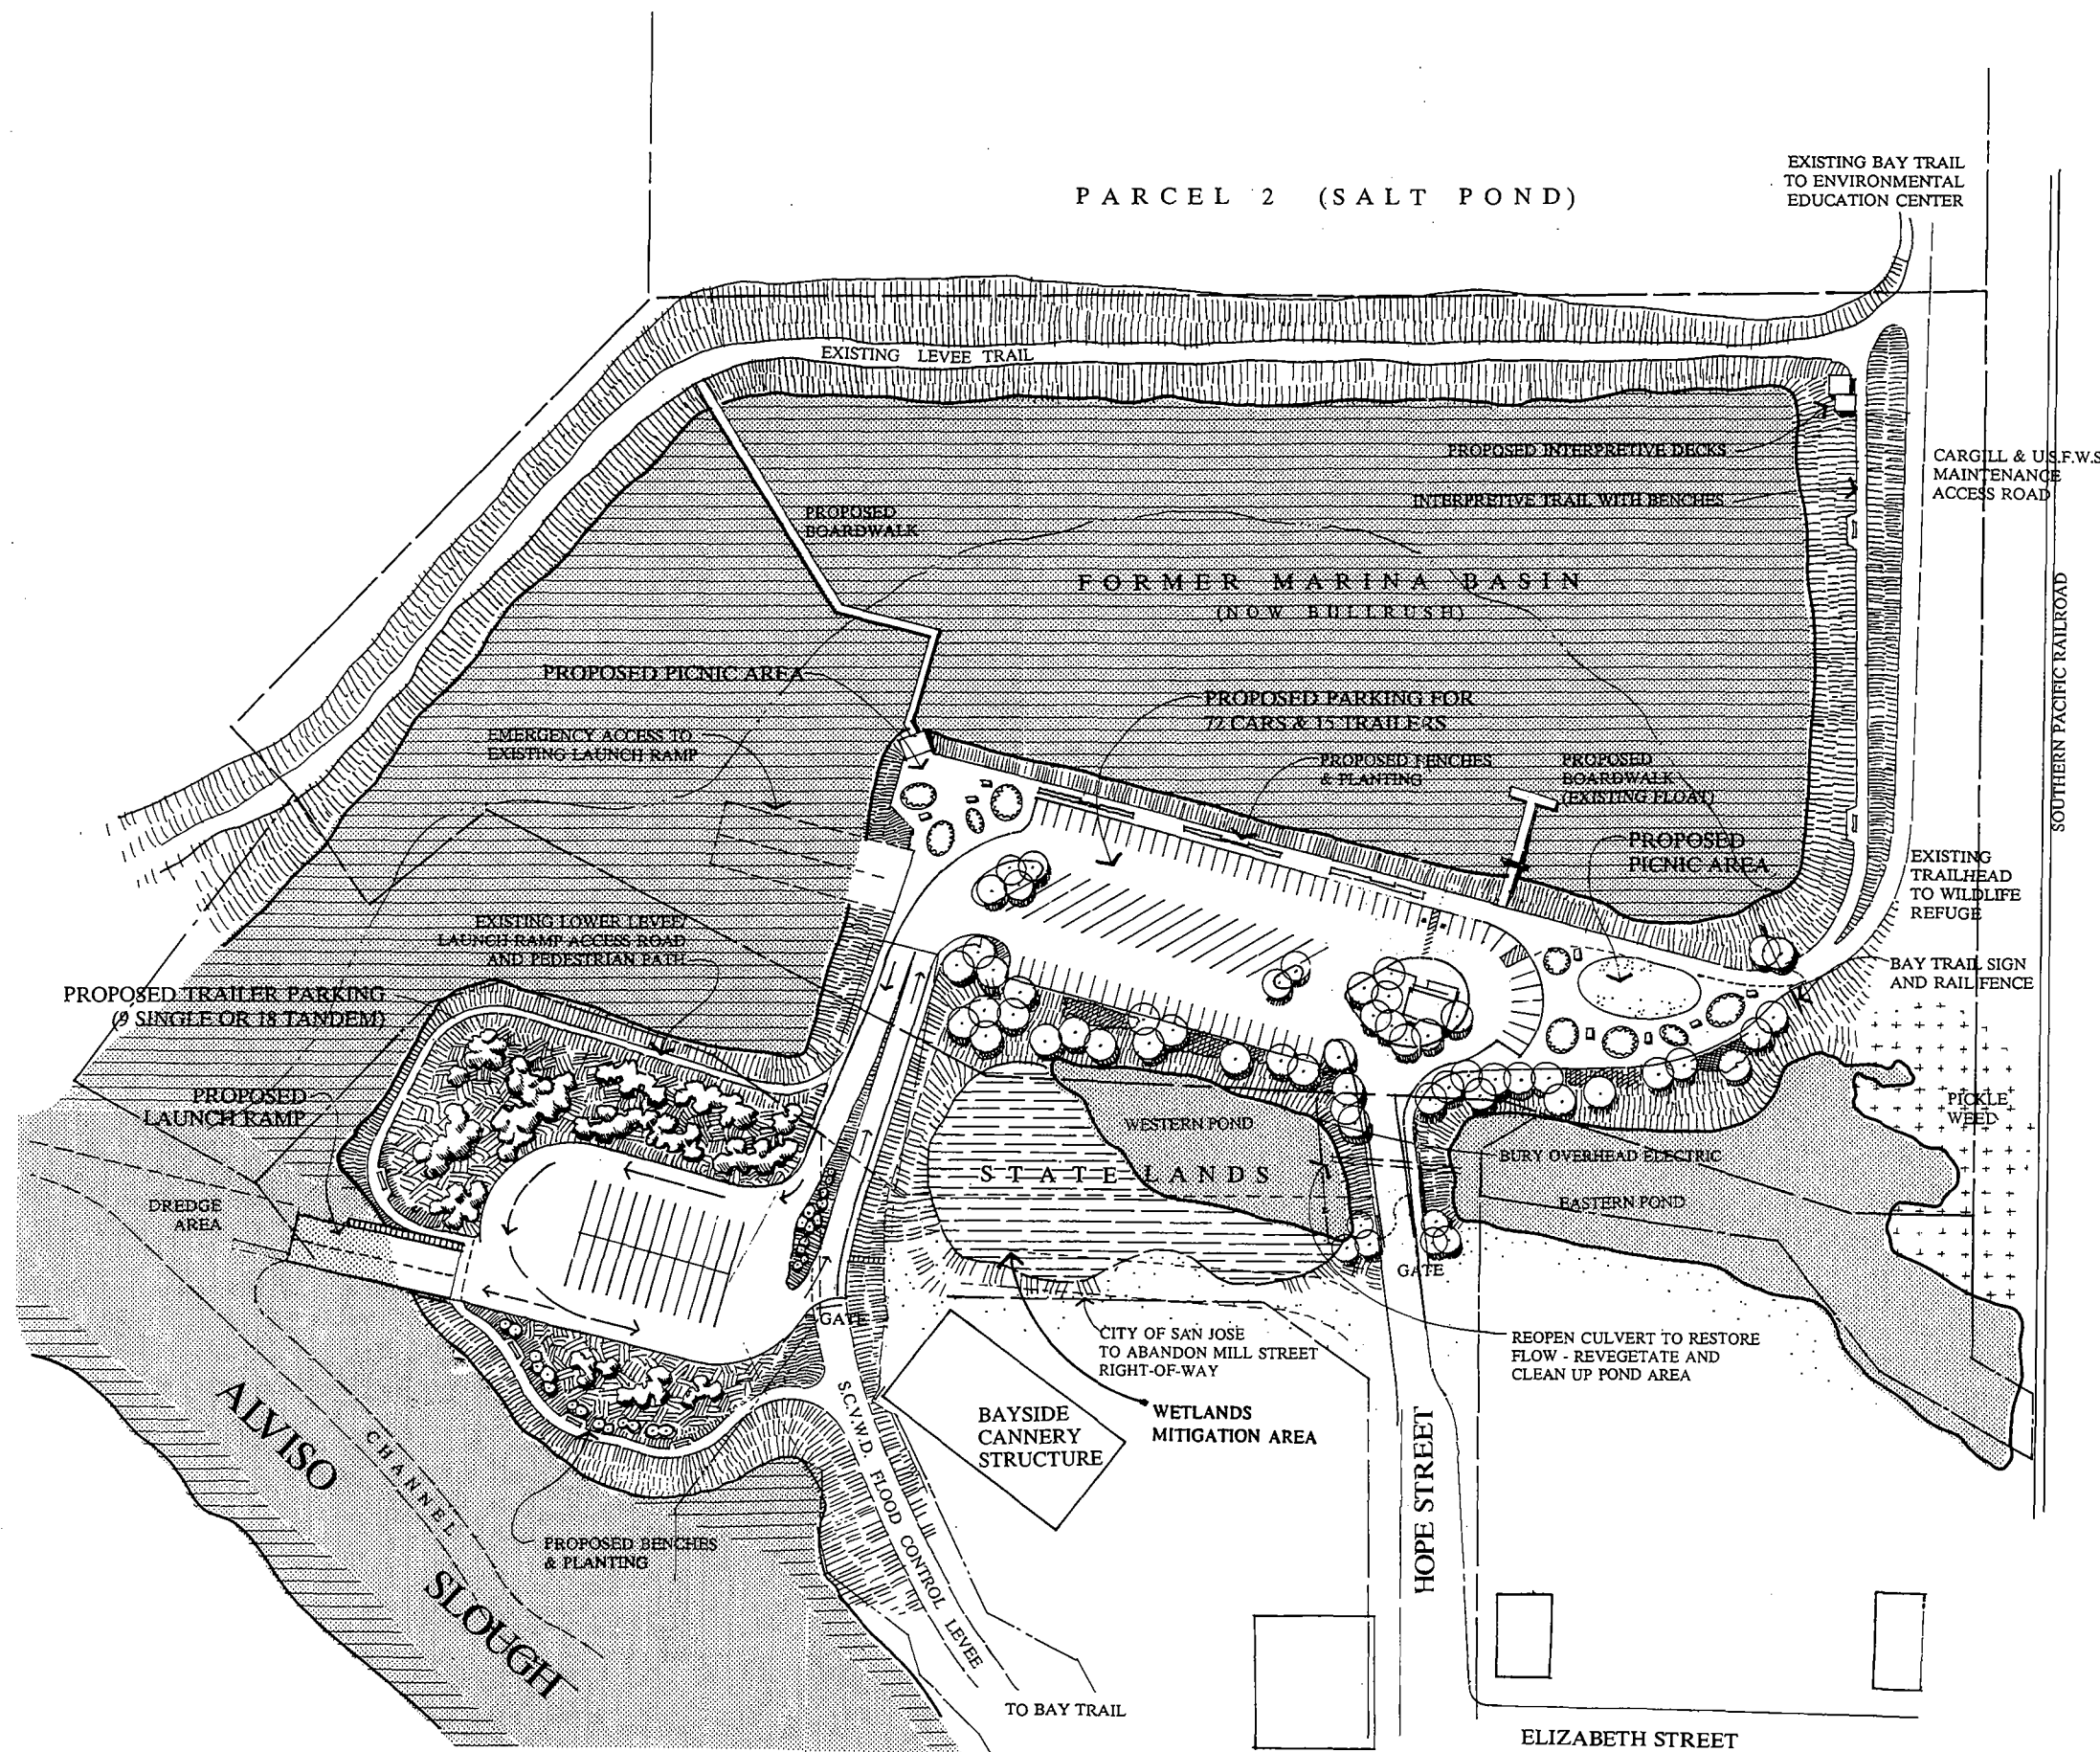 EXISTING BAY TRAIL
TO ENVIRONMENTAL
EDUCATION CENTER
PARCEL 2 (SALT POND)
EXISTING LEVEE TRAIL
PROPOSED INTERPRETIVE DECKS
CARGILL & U.S.F.W.S
MAINTENANCE
ACCESS ROAD
INTERPRETIVE TRAIL WITH BENCHES
PROPOSED
BOARDWALK
FORMER MARINA BASIN
(NOW BULLRUSH)
SOUTHERN PACIFIC RAILROAD
PROPOSED PICNIC AREA
PROPOSED PARKING FOR
72 CARS & 15 TRAILERS
EMERGENCY ACCESS TO
EXISTING LAUNCH RAMP
PROPOSED FENCHES
& PLANTING
PROPOSED
BOARDWALK
(EXISTING FLOAT)
PROPOSED
PICNIC AREA
EXISTING
TRAILHEAD
TO WILDLIFE
REFUGE
EXISTING LOWER LEVEE/
LAUNCH RAMP ACCESS ROAD
AND PEDESTRIAN PATH
BAY TRAIL SIGN
AND RAIL FENCE
PROPOSED TRAILER PARKING
(9 SINGLE OR 18 TANDEM)
PROPOSED
LAUNCH RAMP
PICKLE
WEED
WESTERN POND
STATE LANDS
BURY OVERHEAD ELECTRIC
EASTERN POND
DREDGE
AREA
GATE
GATE
CITY OF SAN JOSE
TO ABANDON MILL STREET
RIGHT-OF-WAY
REOPEN CULVERT TO RESTORE
FLOW - REVEGETATE AND
CLEAN UP POND AREA
WETLANDS
MITIGATION AREA
BAYSIDE
CANNERY
STRUCTURE
ALVISO
SLOUGH
CHANNEL
S.C.V.W.D. FLOOD CONTROL LEVEE
HOPE STREET
PROPOSED BENCHES
& PLANTING
TO BAY TRAIL
ELIZABETH STREET